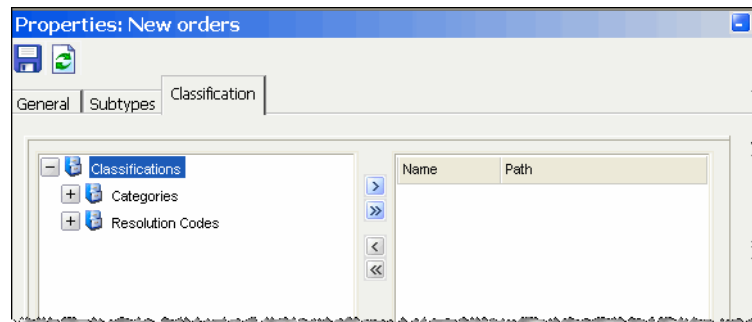 Properties: New orders
General Subtypes Classification
Classifications
Categories
Resolution Codes
Name Path